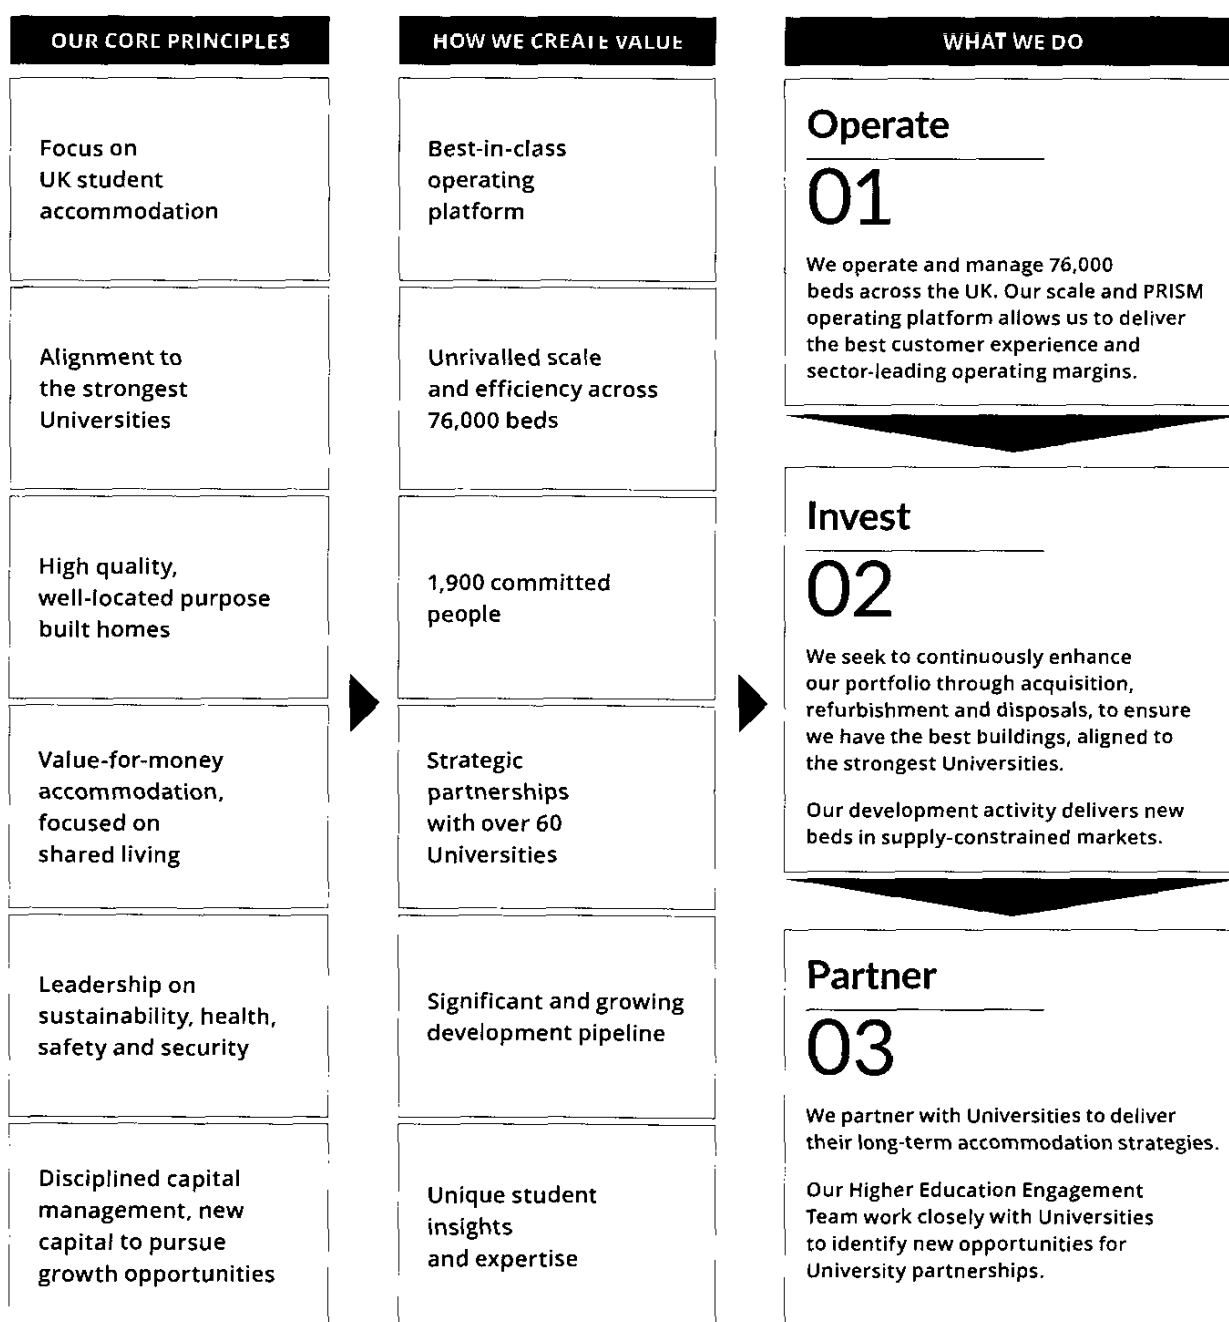 OUR CORE PRINCIPLES
Focus on
UK student
accommodation
Alignment to
the strongest
Universities
High quality,
well-located purpose
built homes
Value-for-money
accommodation,
focused on
shared living
Leadership on
sustainability, health,
safety and security
Disciplined capital
management, new
capital to pursue
growth opportunities
HOW WE CREATE VALUE
Best-in-class
operating
platform
Unrivalled scale
and efficiency across
76,000 beds
1,900 committed
people
Strategic
partnerships
with over 60
Universities
Significant and growing
development pipeline
Unique student
insights
and expertise
WHAT WE DO
Operate
01
We operate and manage 76,000
beds across the UK. Our scale and PRISM
operating platform allows us to deliver
the best customer experience and
sector-leading operating margins.
Invest
02
We seek to continuously enhance
our portfolio through acquisition,
refurbishment and disposals, to ensure
we have the best buildings, aligned to
the strongest Universities.
Our development activity delivers new
beds in supply-constrained markets.
Partner
03
We partner with Universities to deliver
their long-term accommodation strategies.
Our Higher Education Engagement
Team work closely with Universities
to identify new opportunities for
University partnerships.